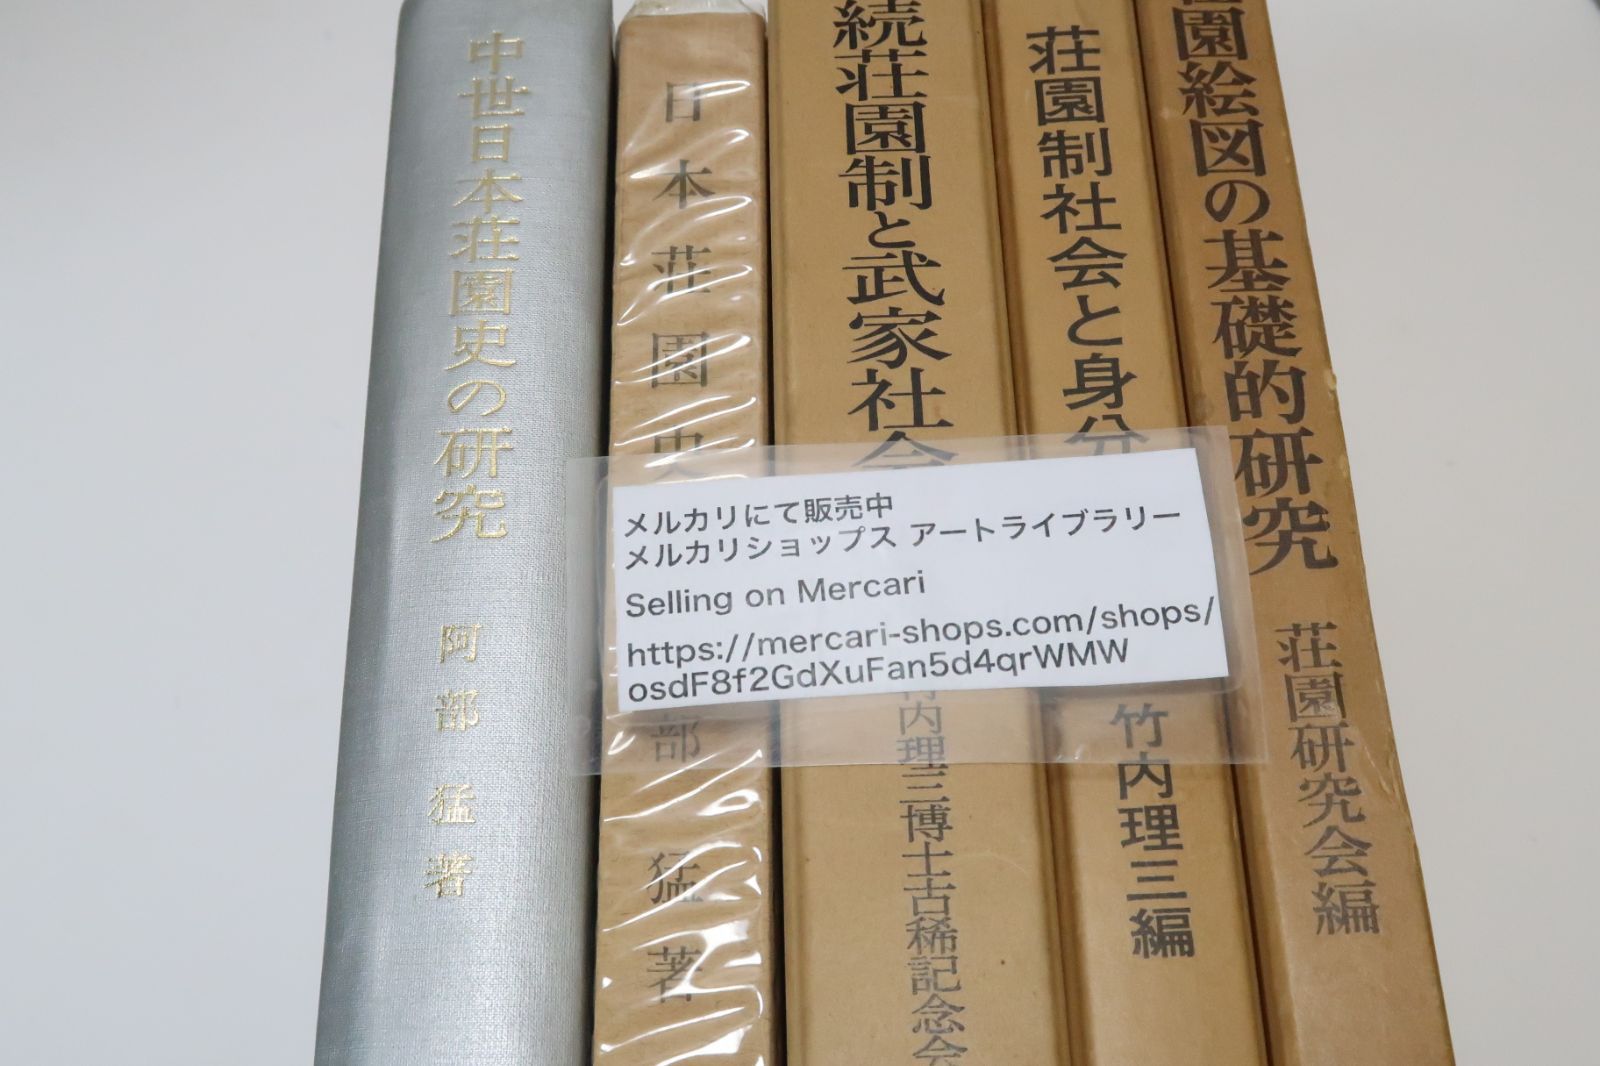 中世日本荘園史の研究 阿部猛著
日本荘園史
部猛著
続荘園制と武家社会
竹内理三博士古稀記念会
荘園制社会と身分
竹内理三編
荘園絵図の基礎的研究 荘園研究会編
メルカリにて販売中
メルカリショップス アートライブラリー
Selling on Mercari
https://mercari-shops.com/shops/
osdF8f2GdXuFan5d4qrWMW